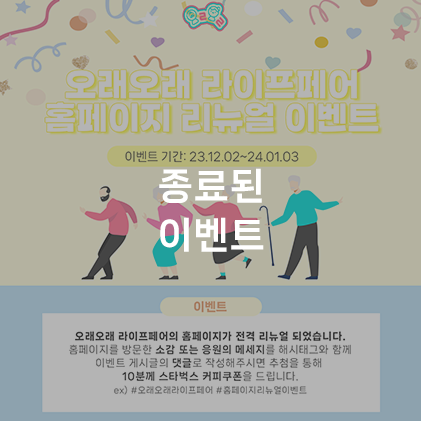 오래오래 라이프페어
홈페이지 리뉴얼 이벤트
이벤트 기간: 23.12.02~24.01.03
종료된
이벤트
이벤트
오래오래 라이프페어의 홈페이지가 전격 리뉴얼 되었습니다.
홈페이지를 방문한 소감 또는 응원의 메세지를 해시태그와 함께
이벤트 게시글의 댓글로 작성해주시면 추첨을 통해
10분께 스타벅스 커피쿠폰을 드립니다.
ex) #오래오래라이프페어 #홈페이지리뉴얼이벤트